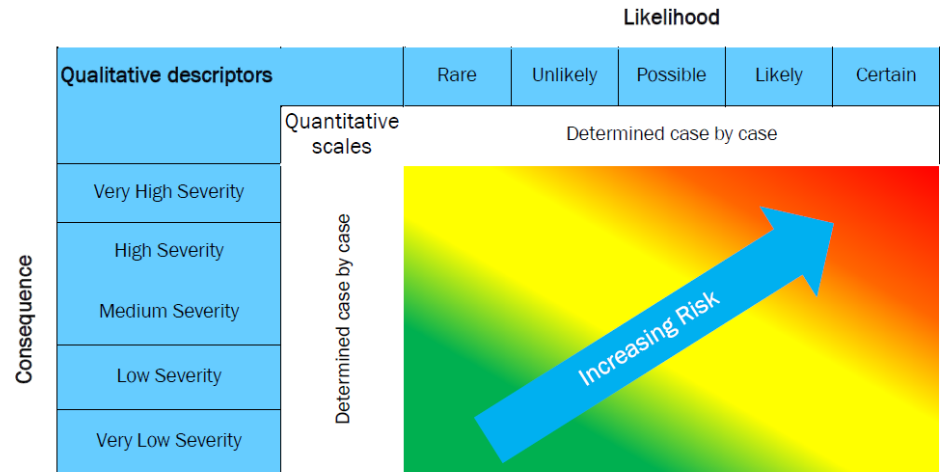 Likelihood
Qualitative descriptors
Rare
Unlikely
Possible
Likely
Certain
Quantitative
scales
Determined case by case
Consequence
Very High Severity
High Severity
Medium Severity
Low Severity
Very Low Severity
Determined case by case
Increasing Risk